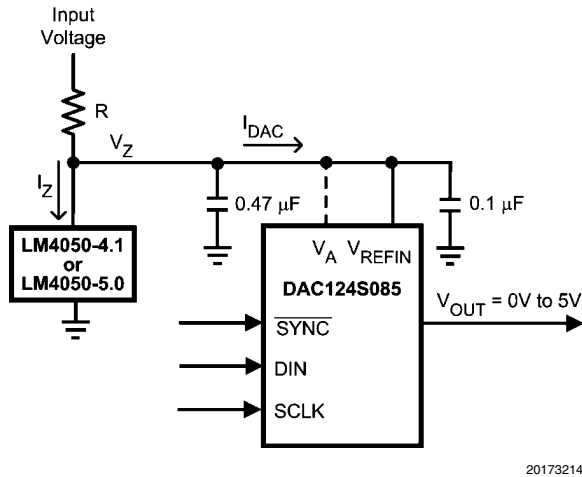 Input
Voltage
R
V_Z
I_DAC
I_Z
0.47 µF
0.1 µF
LM4050-4.1
or
LM4050-5.0
V_A V_REFIN
DAC124S085
SYNC
DIN
SCLK
V_OUT = 0V to 5V
20173214